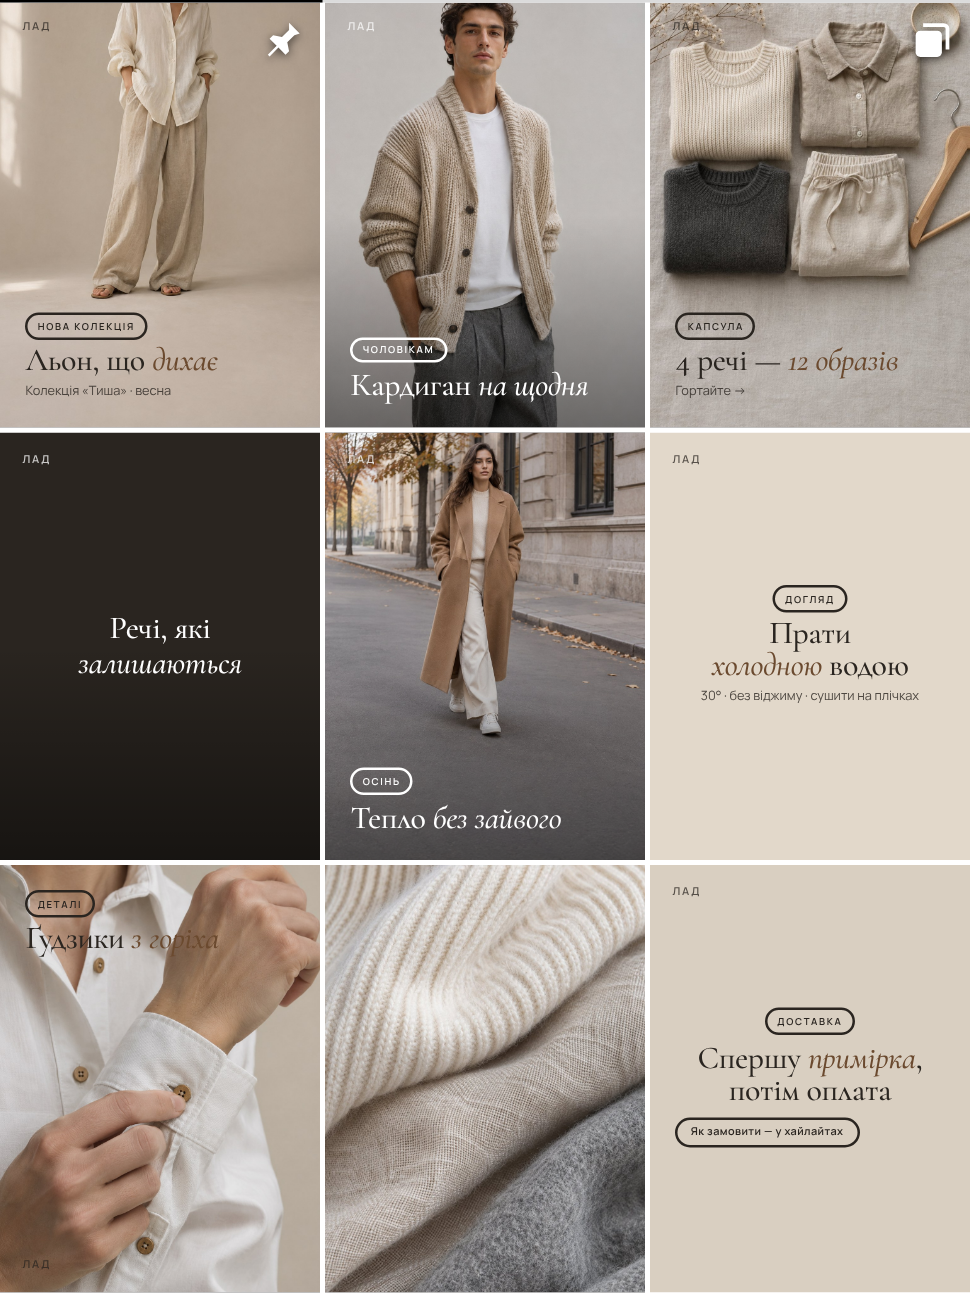 ЛАД
НОВА КОЛЕКЦІЯ
Льон, що дихає
Колекція «Тиша» · весна
ЛАД
ЧОЛОВІКАМ
Кардиган на щодня
ЛАД
КАПСУЛА
4 речі — 12 образів
Гортайте →
ЛАД
Речі, які
залишаються
ЛАД
ОСІНЬ
Тепло без зайвого
ЛАД
ДОГЛЯД
Прати
холодною водою
30° · без віджиму · сушити на плічках
ДЕТАЛІ
Ґудзики з горіха
ЛАД
ЛАД
ДОСТАВКА
Спершу примірка,
потім оплата
Як замовити — у хайлайтах